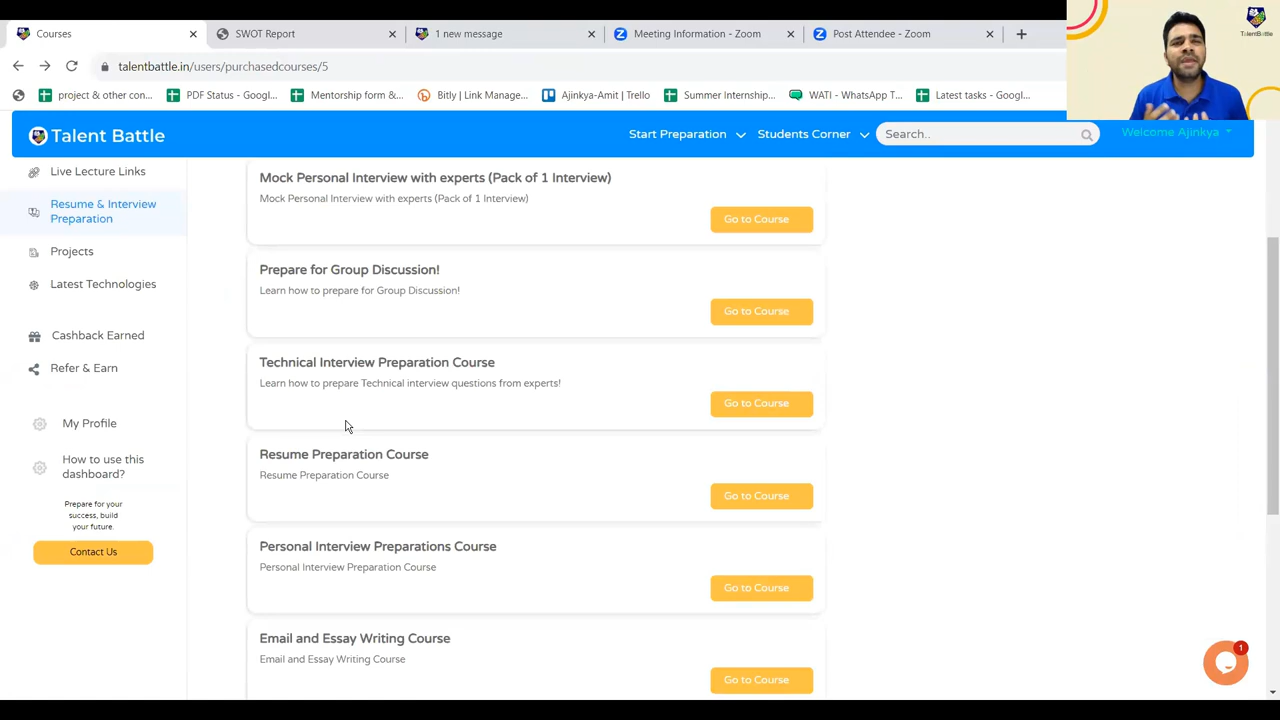 Courses
SWOT Report
1 new message
Meeting Information - Zoom
Post Attendee - Zoom
TalentBattle
talentbattle.in/users/purchasedcourses/5
project & other con...
PDF Status - Googl...
Mentorship form &...
Bitly | Link Manage...
Ajinkya-Amit | Trello
Summer Internship...
WATI - WhatsApp T...
Latest tasks - Googl...
Talent Battle
Start Preparation
Students Corner
Search..
Welcome Ajinkya
Live Lecture Links
Resume & Interview
Preparation
Projects
Latest Technologies
Cashback Earned
Refer & Earn
My Profile
How to use this
dashboard?
Prepare for your
success, build
your future.
Contact Us
Mock Personal Interview with experts (Pack of 1 Interview)
Mock Personal Interview with experts (Pack of 1 Interview)
Go to Course
Prepare for Group Discussion!
Learn how to prepare for Group Discussion!
Go to Course
Technical Interview Preparation Course
Learn how to prepare Technical interview questions from experts!
Go to Course
Resume Preparation Course
Resume Preparation Course
Go to Course
Personal Interview Preparations Course
Personal Interview Preparation Course
Go to Course
Email and Essay Writing Course
Email and Essay Writing Course
Go to Course
1